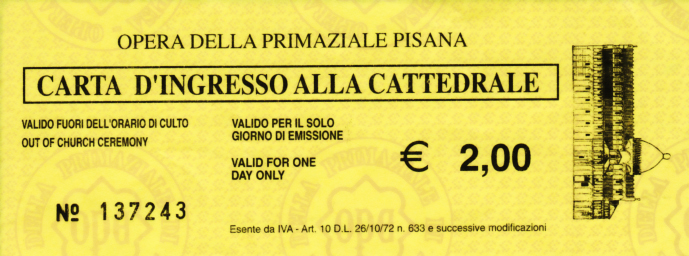 OPERA DELLA PRIMAZIALE PISANA
CARTA D'INGRESSO ALLA CATTEDRALE
VALIDO FUORI DELL'ORARIO DI CULTO
OUT OF CHURCH CEREMONY
VALIDO PER IL SOLO
GIORNO DI EMISSIONE
VALID FOR ONE
DAY ONLY
€ 2,00
Nº 137243
Esente da IVA - Art. 10 D.L. 26/10/72 n. 633 e successive modificazioni